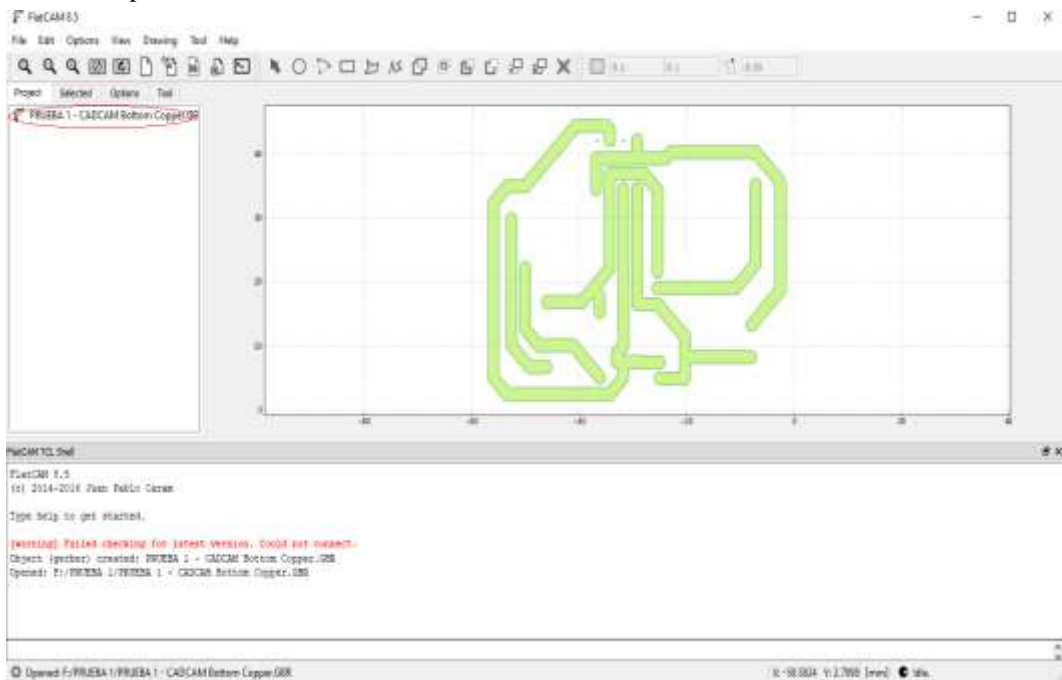 FlatCAM 8.5
File Edit Options View Drawing Tool Help
Project Selected Options Tool
PRUEBA 1 - CADCAM Bottom Copper.GBR
FlatCAM TCL Shell
FlatCAM 8.5
(c) 2014-2016 Juan Pablo Caram
Type help to get started.
[warning] Failed checking for latest version. Could not connect.
Object (gerber) created: PRUEBA 1 - CADCAM Bottom Copper.GBR
Opened: F:/PRUEBA 1/PRUEBA 1 - CADCAM Bottom Copper.GBR
Opened: F:/PRUEBA 1/PRUEBA 1 - CADCAM Bottom Copper.GBR
[mm] Idle.